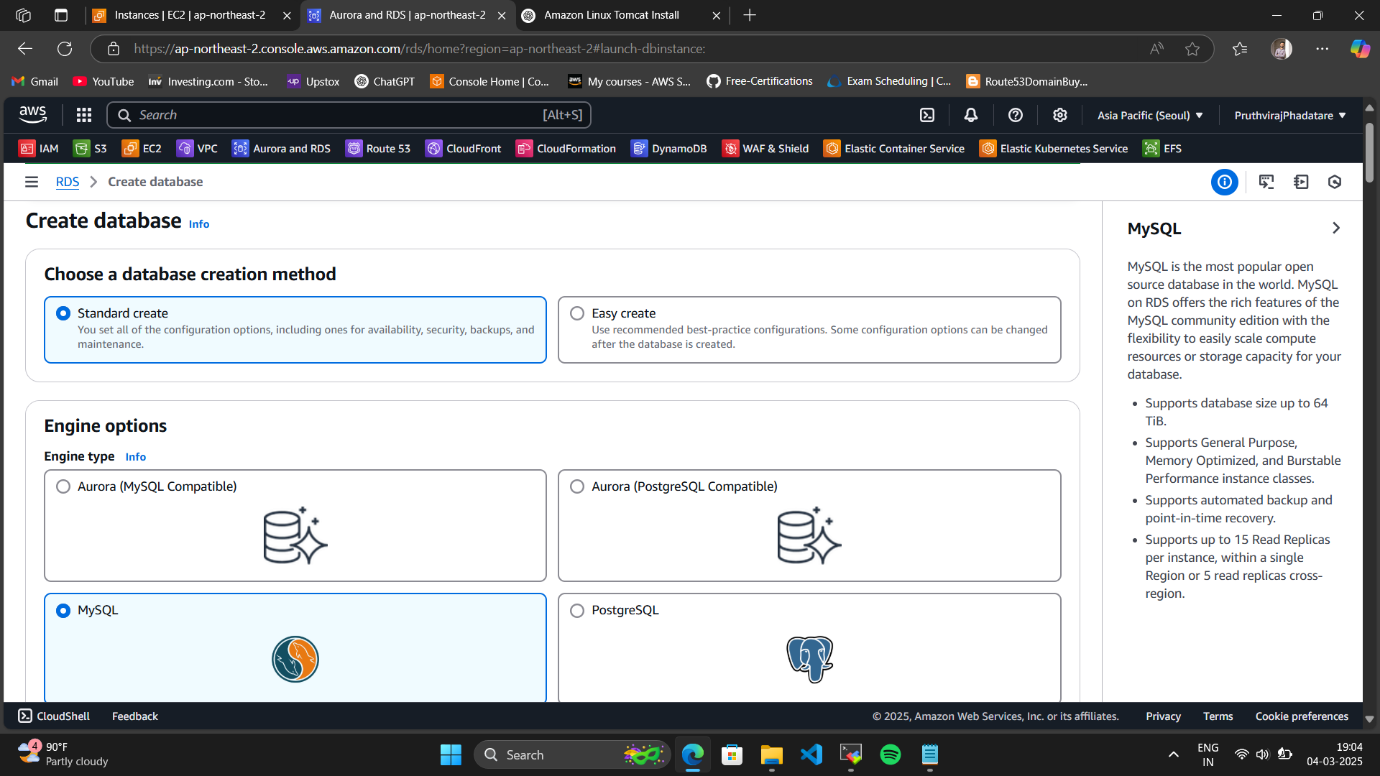 Instances | EC2 | ap-northeast-2
Aurora and RDS | ap-northeast-2
Amazon Linux Tomcat Install
https://ap-northeast-2.console.aws.amazon.com/rds/home?region=ap-northeast-2#launch-dbinstance:
Gmail
YouTube
inv Investing.com - Sto...
up Upstox
ChatGPT
Console Home | Co...
aws My courses - AWS S...
Free-Certifications
Exam Scheduling | C...
Route53DomainBuy...
aws
Search
[Alt+S]
Asia Pacific (Seoul)
PruthvirajPhadatare
IAM
S3
EC2
VPC
Aurora and RDS
Route 53
CloudFront
CloudFormation
DynamoDB
WAF & Shield
Elastic Container Service
Elastic Kubernetes Service
EFS
RDS > Create database
Create database Info
Choose a database creation method
Standard create
You set all of the configuration options, including ones for availability, security, backups, and
maintenance.
Easy create
Use recommended best-practice configurations. Some configuration options can be changed
after the database is created.
Engine options
Engine type Info
Aurora (MySQL Compatible)
Aurora (PostgreSQL Compatible)
MySQL
PostgreSQL
MySQL
MySQL is the most popular open
source database in the world. MySQL
on RDS offers the rich features of the
MySQL community edition with the
flexibility to easily scale compute
resources or storage capacity for your
database.
• Supports database size up to 64
TiB.
• Supports General Purpose,
Memory Optimized, and Burstable
Performance instance classes.
• Supports automated backup and
point-in-time recovery.
• Supports up to 15 Read Replicas
per instance, within a single
Region or 5 read replicas cross-
region.
CloudShell
Feedback
© 2025, Amazon Web Services, Inc. or its affiliates.
Privacy
Terms
Cookie preferences
4
90°F
Partly cloudy
Search
ENG
IN
19:04
04-03-2025